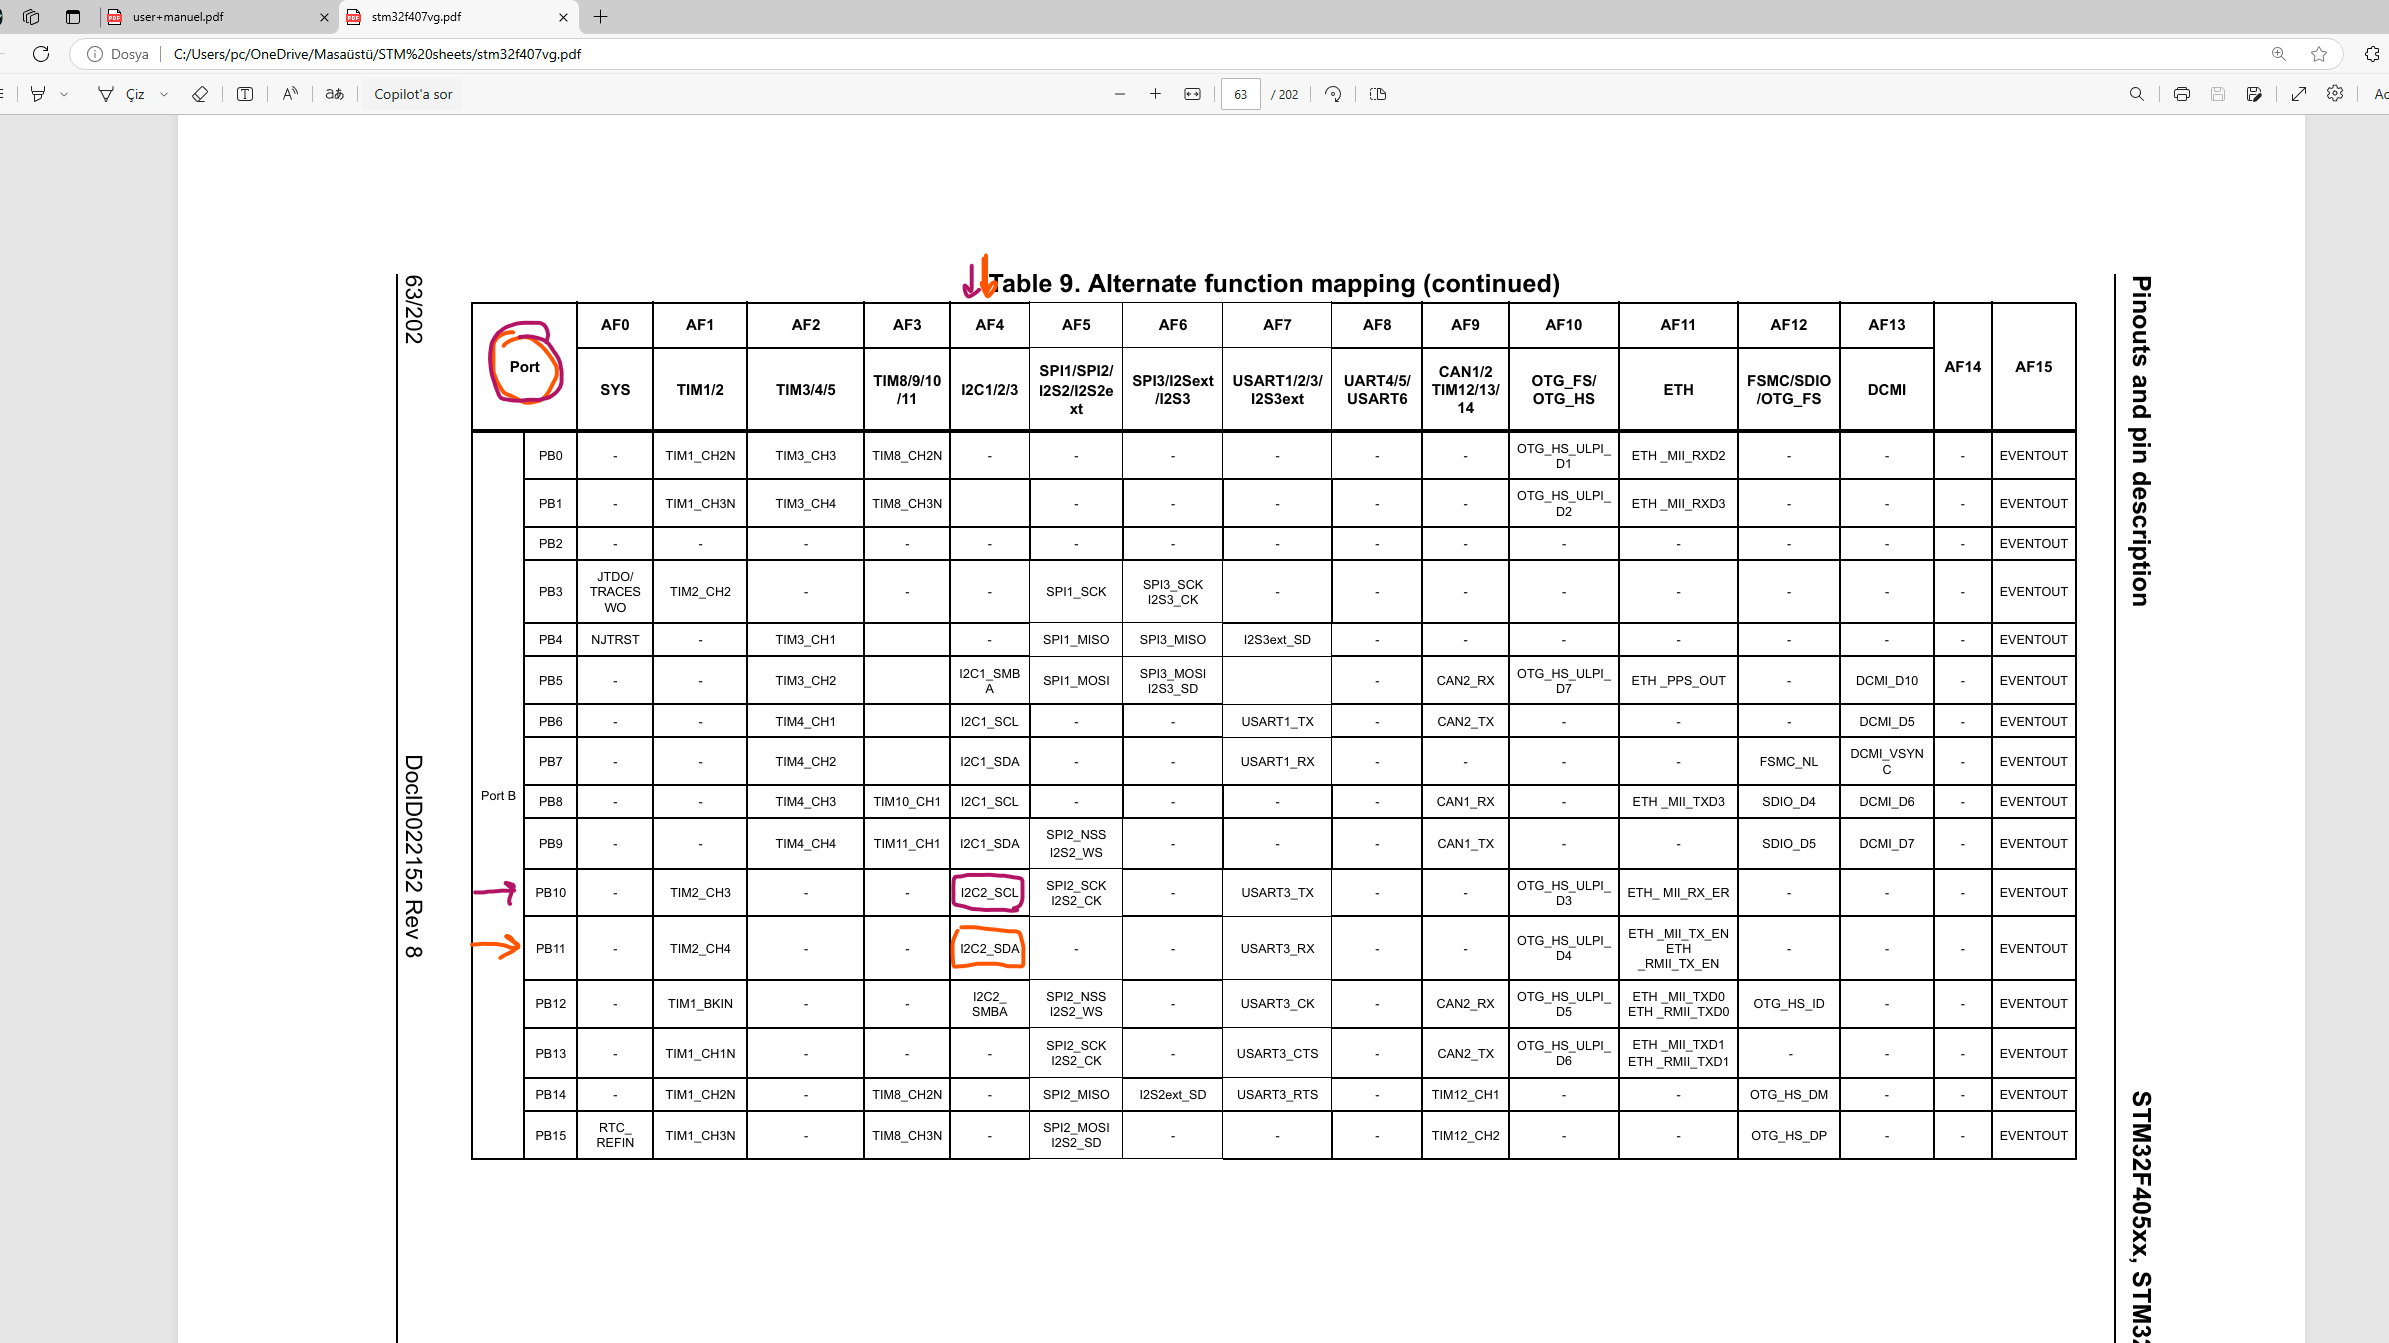 user+manuel.pdf
stm32f407vg.pdf
Dosya
C:/Users/pc/OneDrive/Masaüstü/STM%20sheets/stm32f407vg.pdf
Çiz
Copilot'a sor
63 / 202
63/202
DocID022152 Rev 8
Pinouts and pin description
Table 9. Alternate function mapping (continued)
Port AF0 AF1 AF2 AF3 AF4 AF5 AF6 AF7 AF8 AF9 AF10 AF11 AF12 AF13 AF14 AF15
SYS TIM1/2 TIM3/4/5 TIM8/9/10/11 I2C1/2/3 SPI1/SPI2/I2S2/I2S2ext SPI3/I2Sext/I2S3 USART1/2/3/I2S3ext UART4/5/USART6 CAN1/2 TIM12/13/14 OTG_FS/ OTG_HS ETH FSMC/SDIO/OTG_FS DCMI
Port B
PB0 - TIM1_CH2N TIM3_CH3 TIM8_CH2N - - - - - - OTG_HS_ULPI_D1 ETH _MII_RXD2 - - - EVENTOUT
PB1 - TIM1_CH3N TIM3_CH4 TIM8_CH3N - - - - - OTG_HS_ULPI_D2 ETH _MII_RXD3 - - - EVENTOUT
PB2 - - - - - - - - - - - - - - - EVENTOUT
PB3 JTDO/TRACESWO TIM2_CH2 - - - SPI1_SCK SPI3_SCK I2S3_CK - - - - - - - - EVENTOUT
PB4 NJTRST - TIM3_CH1 - SPI1_MISO SPI3_MISO I2S3ext_SD - - - - - - - EVENTOUT
PB5 - - TIM3_CH2 I2C1_SMBA SPI1_MOSI SPI3_MOSI I2S3_SD - CAN2_RX OTG_HS_ULPI_D7 ETH _PPS_OUT - DCMI_D10 - EVENTOUT
PB6 - - TIM4_CH1 I2C1_SCL - - USART1_TX - CAN2_TX - - - DCMI_D5 - EVENTOUT
PB7 - - TIM4_CH2 I2C1_SDA - - USART1_RX - - - - FSMC_NL DCMI_VSYNC - EVENTOUT
PB8 - - TIM4_CH3 TIM10_CH1 I2C1_SCL - - - - CAN1_RX - ETH _MII_TXD3 SDIO_D4 DCMI_D6 - EVENTOUT
PB9 - - TIM4_CH4 TIM11_CH1 I2C1_SDA SPI2_NSS I2S2_WS - - - CAN1_TX - - SDIO_D5 DCMI_D7 - EVENTOUT
PB10 - TIM2_CH3 - - I2C2_SCL SPI2_SCK I2S2_CK - USART3_TX - - OTG_HS_ULPI_D3 ETH_ MII_RX_ER - - - EVENTOUT
PB11 - TIM2_CH4 - - I2C2_SDA - - USART3_RX - - OTG_HS_ULPI_D4 ETH _MII_TX_EN ETH _RMII_TX_EN - - - EVENTOUT
PB12 - TIM1_BKIN - - I2C2_SMBA SPI2_NSS I2S2_WS - USART3_CK - CAN2_RX OTG_HS_ULPI_D5 ETH _MII_TXD0 ETH _RMII_TXD0 OTG_HS_ID - - EVENTOUT
PB13 - TIM1_CH1N - - - SPI2_SCK I2S2_CK - USART3_CTS - CAN2_TX OTG_HS_ULPI_D6 ETH _MII_TXD1 ETH _RMII_TXD1 - - - EVENTOUT
PB14 - TIM1_CH2N - TIM8_CH2N - SPI2_MISO I2S2ext_SD USART3_RTS - TIM12_CH1 - - OTG_HS_DM - - EVENTOUT
PB15 RTC_REFIN TIM1_CH3N - TIM8_CH3N - SPI2_MOSI I2S2_SD - - - TIM12_CH2 - - OTG_HS_DP - - EVENTOUT
STM32F405xx,